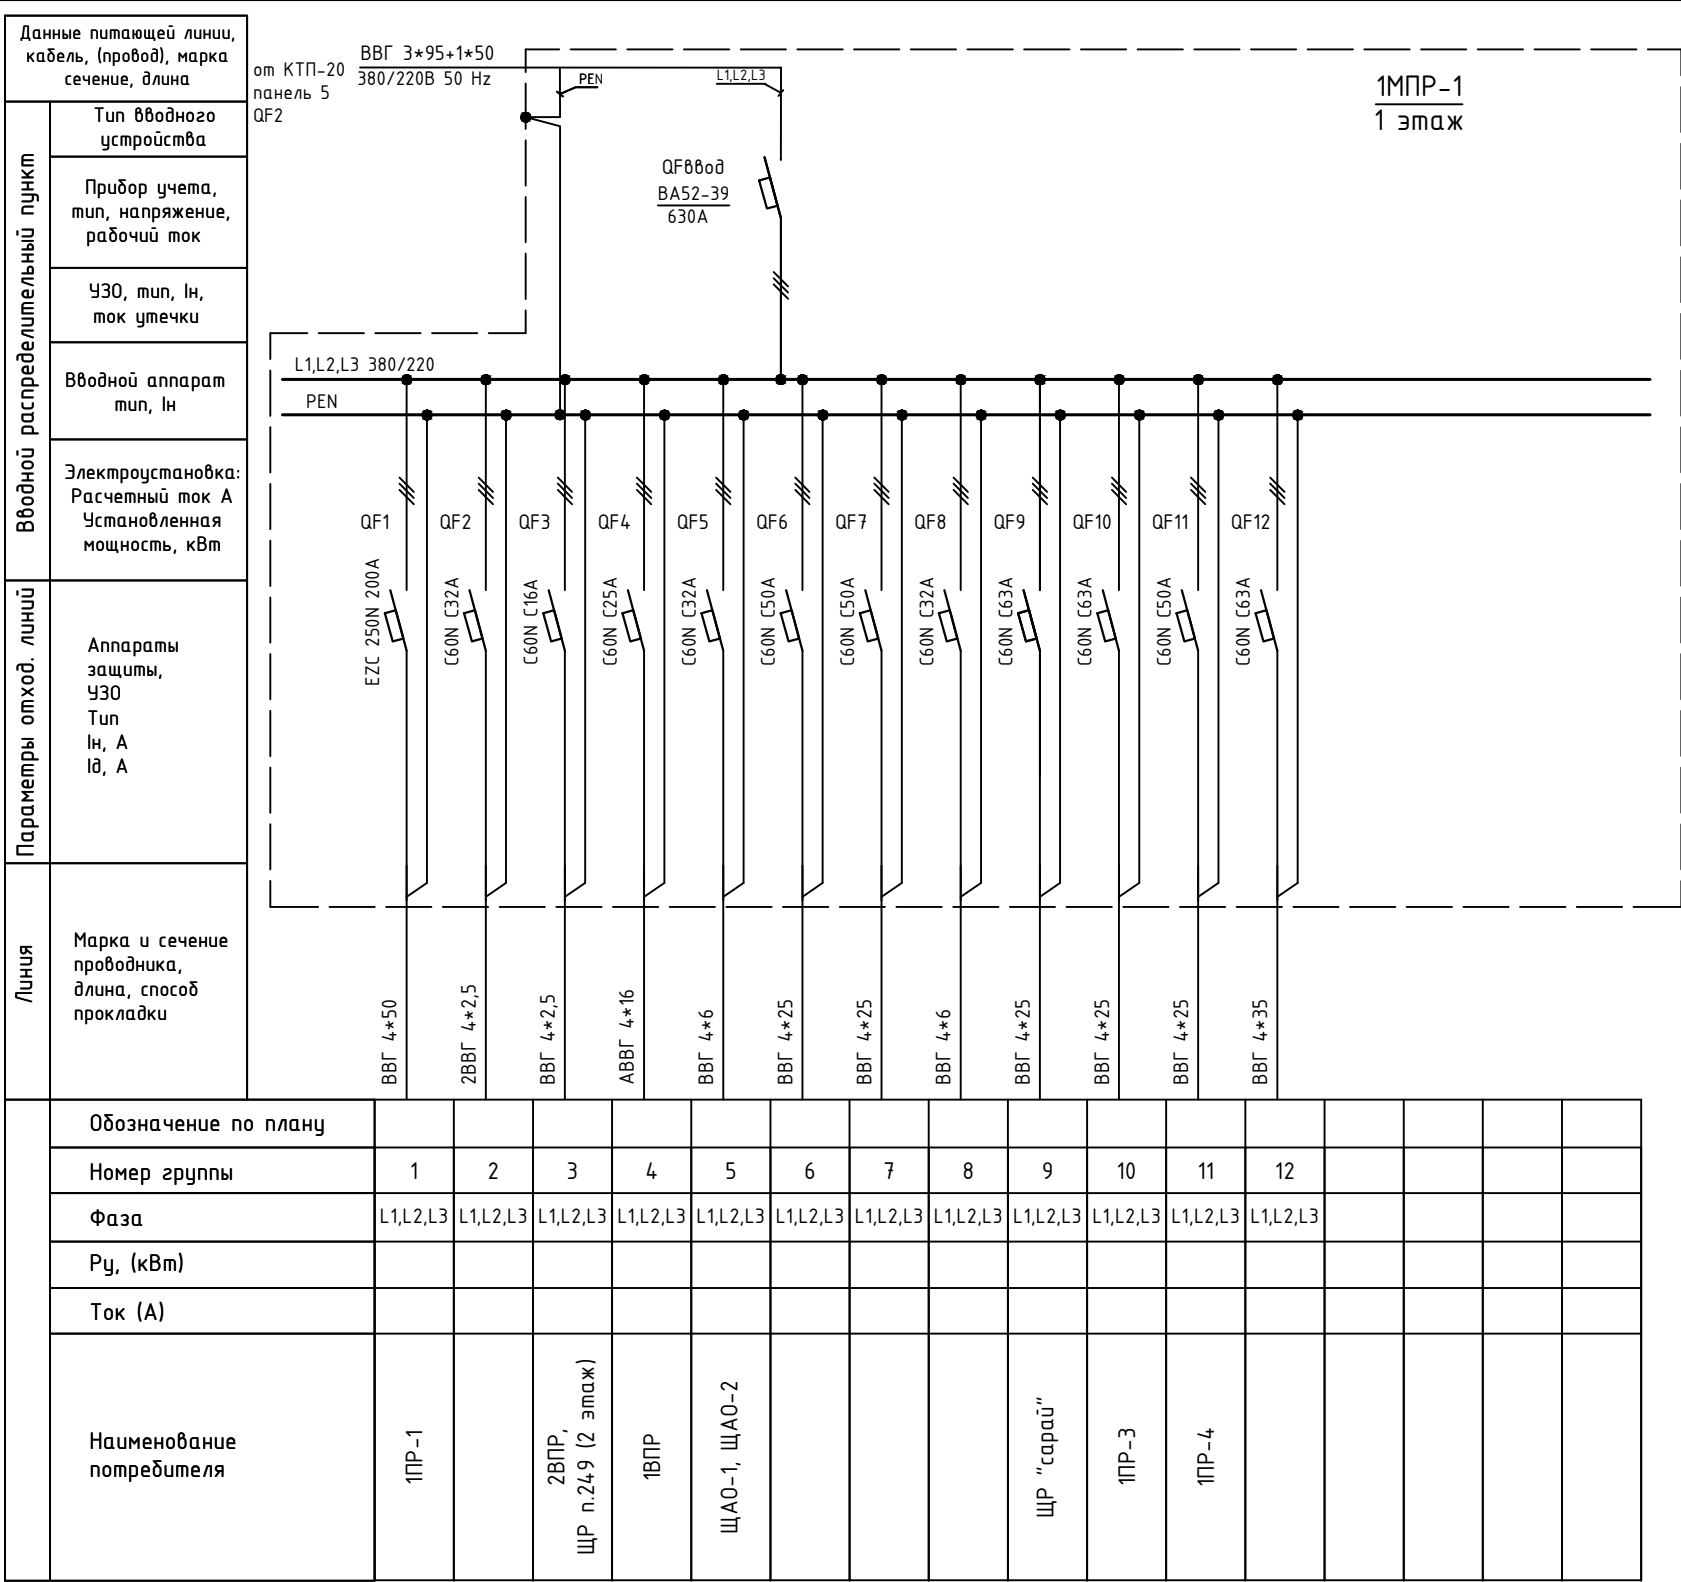 Данные питающей линии,
кабель, (провод), марка
сечение, длина
от КТП-20
панель 5
QF2
ВВГ 3*95+1*50
380/220В 50 Hz
PEN
L1,L2,L3
1МПР-1
1 этаж
Вводной распределительный пункт
Тип вводного
устройства
Прибор учета,
тип, напряжение,
рабочий ток
УЗО, тип, Iн,
ток утечки
Вводной аппарат
тип, Iн
Электроустановка:
Расчетный ток А
Установленная
мощность, кВт
QFввод
ВА52-39
630А
L1,L2,L3 380/220
PEN
QF1
QF2
QF3
QF4
QF5
QF6
QF7
QF8
QF9
QF10
QF11
QF12
Параметры отход. линий
Аппараты
защиты,
УЗО
Тип
Iн, А
Iд, А
EZC 250N 200A
C60N C32A
C60N C16A
C60N C25A
C60N C32A
C60N C50A
C60N C50A
C60N C32A
C60N C63A
C60N C63A
C60N C50A
C60N C63A
Линия
Марка и сечение
проводника,
длина, способ
прокладки
ВВГ 4*50
2ВВГ 4*2,5
ВВГ 4*2,5
АВВГ 4*16
ВВГ 4*6
ВВГ 4*25
ВВГ 4*25
ВВГ 4*6
ВВГ 4*25
ВВГ 4*25
ВВГ 4*25
ВВГ 4*35
Обозначение по плану
Номер группы 1 2 3 4 5 6 7 8 9 10 11 12
Фаза L1,L2,L3 L1,L2,L3 L1,L2,L3 L1,L2,L3 L1,L2,L3 L1,L2,L3 L1,L2,L3 L1,L2,L3 L1,L2,L3 L1,L2,L3 L1,L2,L3 L1,L2,L3
Ру, (кВт)
Ток (А)
Наименование
потребителя
1ПР-1
2ВПР,
ЩР п.249 (2 этаж)
1ВПР
ЩАО-1, ЩАО-2
ЩР "сарай"
1ПР-3
1ПР-4